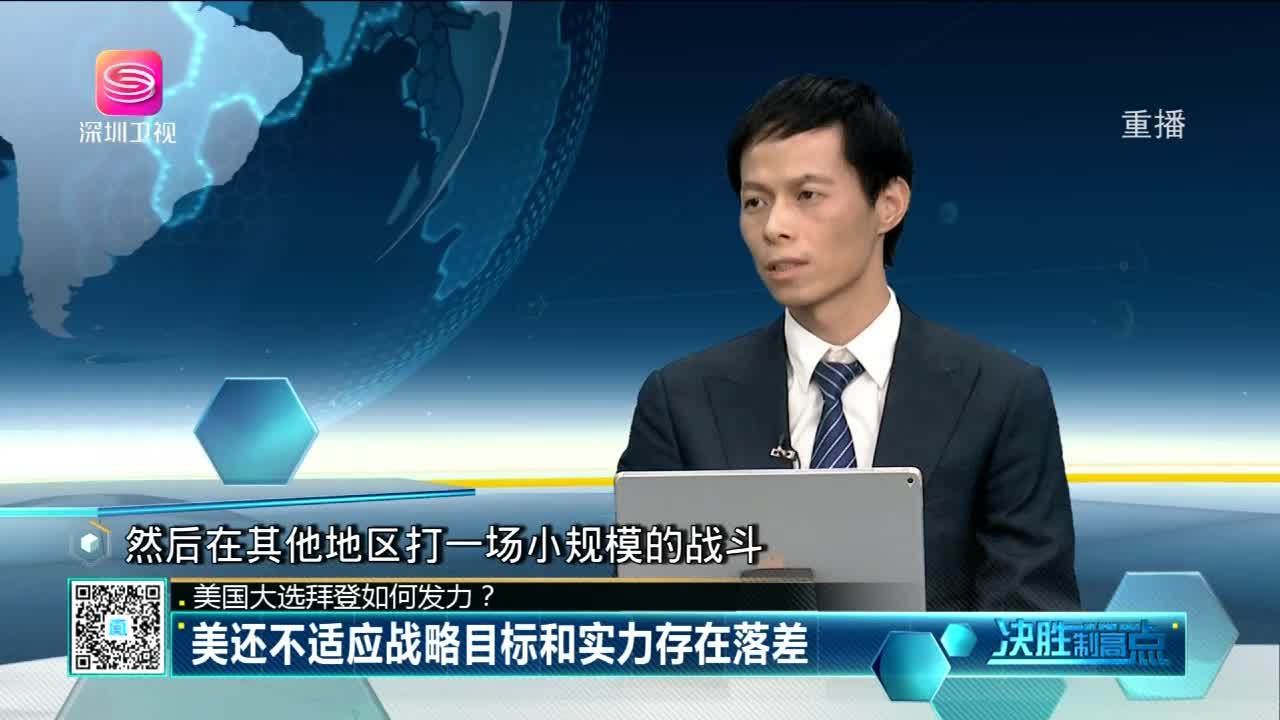 深圳卫视
重播
然后在其他地区打一场小规模的战斗
美国大选拜登如何发力？
美还不适应战略目标和实力存在落差
直
决胜制高点